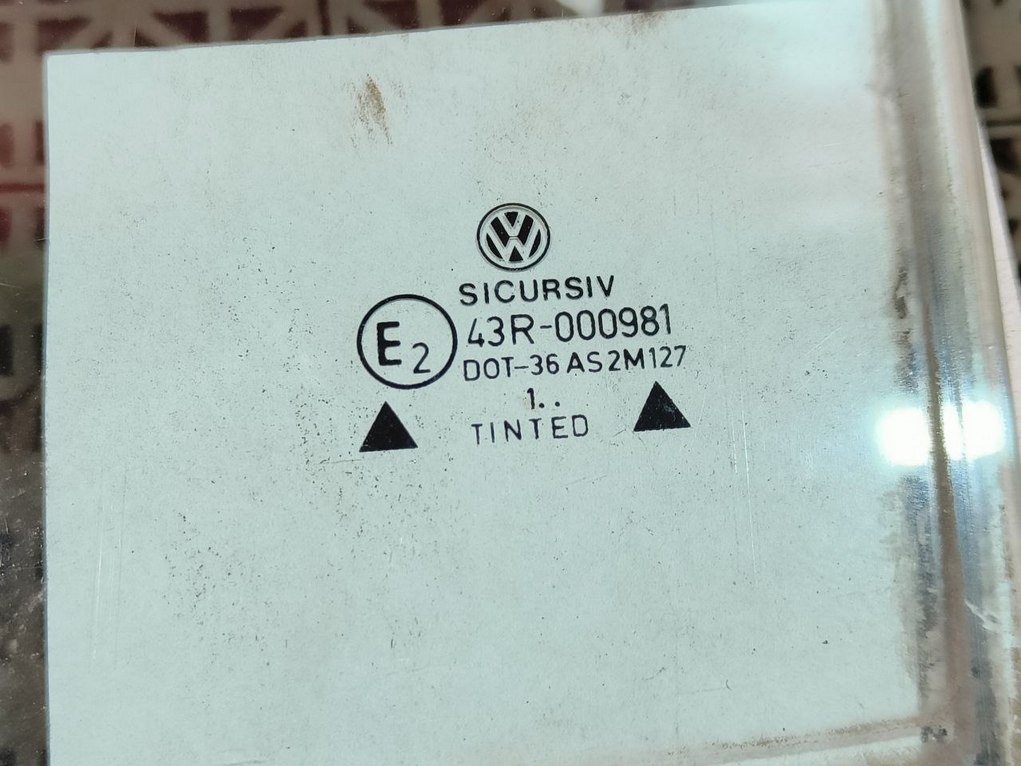 VW
SICURSIV
E2 43R-000981
DOT-36 AS2M127
1..
TINTED